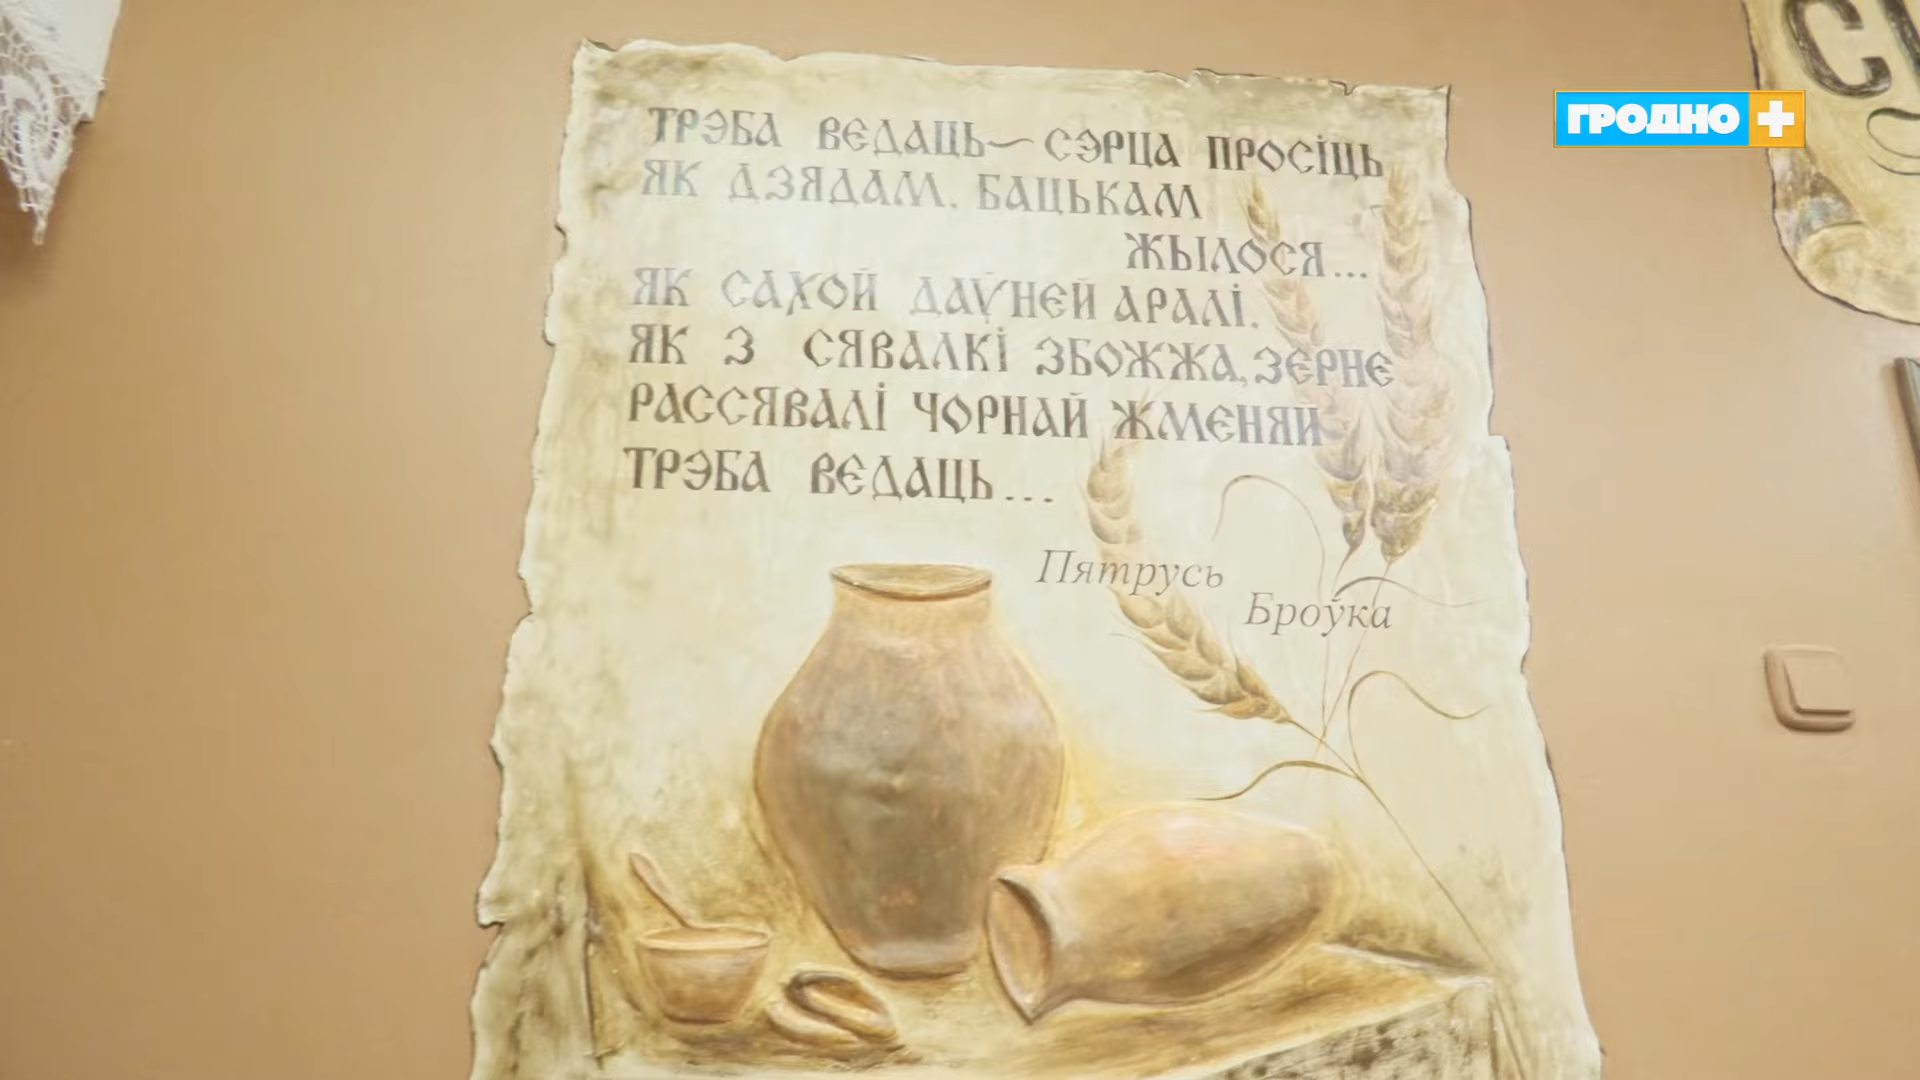 ТРЭБА ВЕДАЦЬ — СЭРЦА ПРОСІЦЬ
ЯК ДЗЯДАМ. БАЦЬКАМ
ЖЫЛОСЯ...
ЯК САХОЙ ДАЎНЕЙ АРАЛІ.
ЯК З СЯВАЛКІ ЗБОЖЖА, ЗЕРНЕ
РАССЯВАЛІ ЧОРНАЙ ЖМЕНЯЙ
ТРЭБА ВЕДАЦЬ...
Пятрусь
Броўка
ГРОДНО +